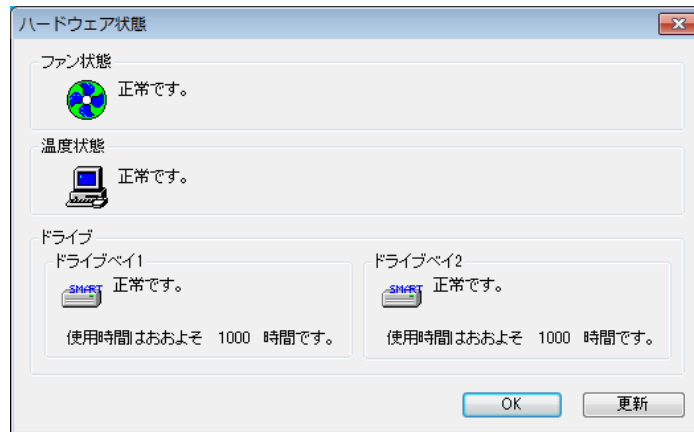 ハードウェア状態
ファン状態
正常です。
温度状態
正常です。
ドライブ
ドライブベイ1
SMART 正常です。
使用時間はおおよそ 1000 時間です。
ドライブベイ2
SMART 正常です。
使用時間はおおよそ 1000 時間です。
OK 更新